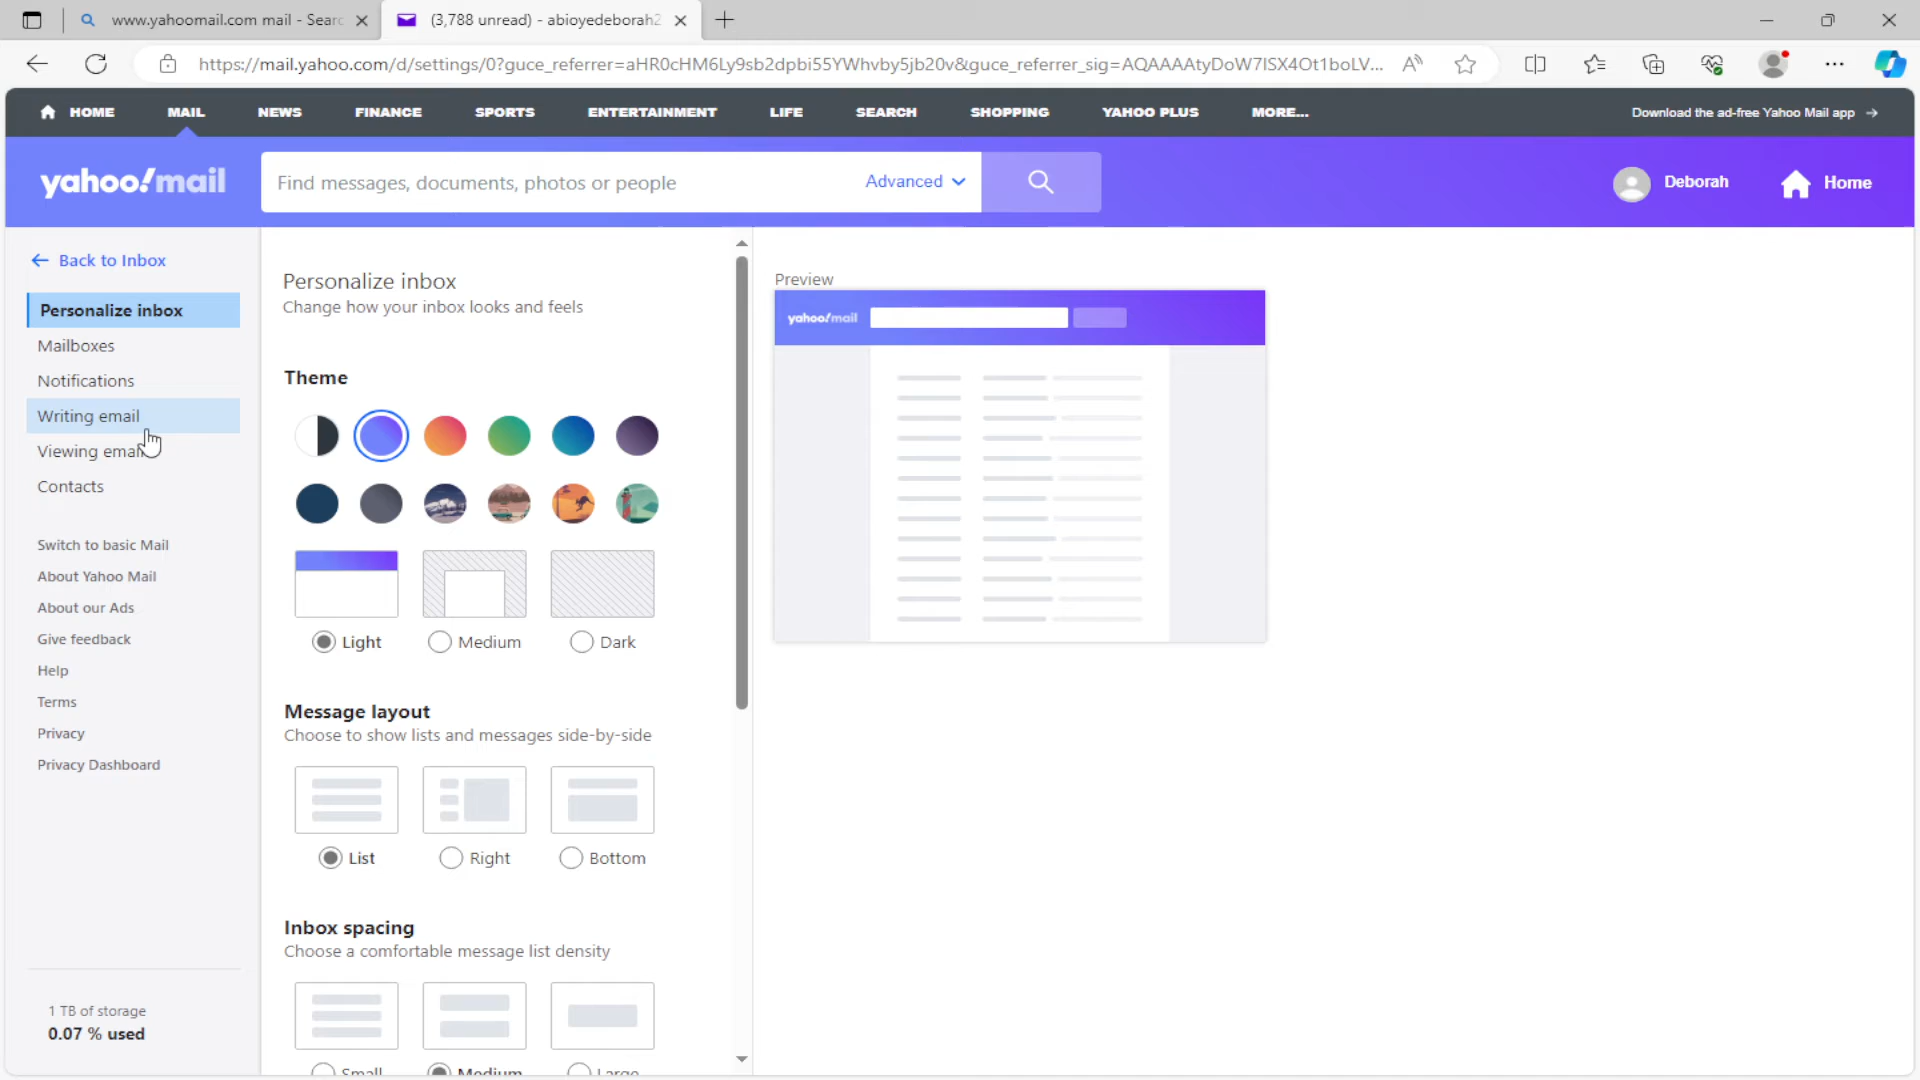 www.yahoomail.com mail - Searc
(3,788 unread) - abioyedeborah2
https://mail.yahoo.com/d/settings/0?guce_referrer=aHR0cHM6Ly9sb2dpbi55YWhvby5jb20v&guce_referrer_sig=AQAAAAtyDoW7ISX4Ot1boLV...
HOME MAIL NEWS FINANCE SPORTS ENTERTAINMENT LIFE SEARCH SHOPPING YAHOO PLUS MORE...
Download the ad-free Yahoo Mail app →
yahoo!mail
Find messages, documents, photos or people
Advanced
Deborah
Home
← Back to Inbox
Personalize inbox
Mailboxes
Notifications
Writing email
Viewing email
Contacts
Switch to basic Mail
About Yahoo Mail
About our Ads
Give feedback
Help
Terms
Privacy
Privacy Dashboard
1 TB of storage
0.07 % used
Personalize inbox
Change how your inbox looks and feels
Theme
Light Medium Dark
Message layout
Choose to show lists and messages side-by-side
List Right Bottom
Inbox spacing
Choose a comfortable message list density
Small Medium Large
Preview
yahoo!mail